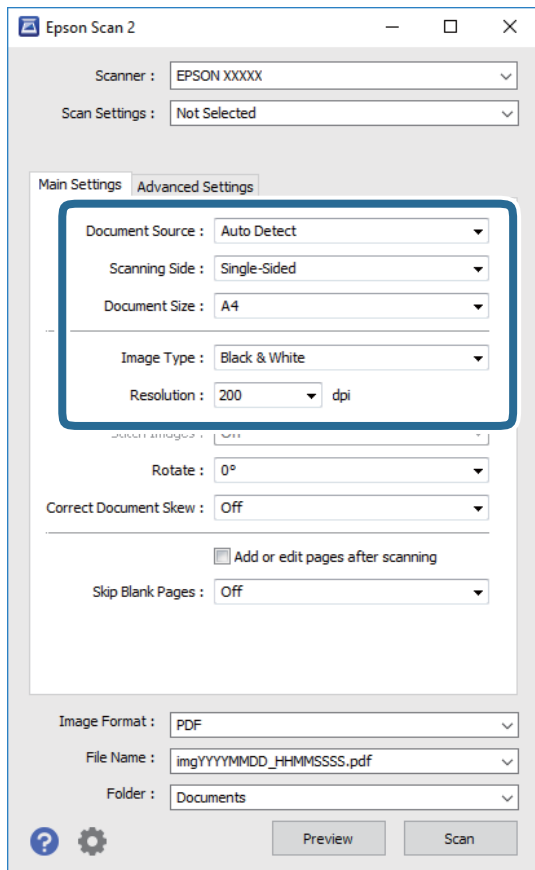 Epson Scan 2
Scanner : EPSON XXXXX
Scan Settings : Not Selected
Main Settings Advanced Settings
Document Source : Auto Detect
Scanning Side : Single-Sided
Document Size : A4
Image Type : Black & White
Resolution : 200 dpi
Stitch Images : Off
Rotate : 0°
Correct Document Skew : Off
Add or edit pages after scanning
Skip Blank Pages : Off
Image Format : PDF
File Name : imgYYYYMMDD_HHMMSSSS.pdf
Folder : Documents
? Preview Scan